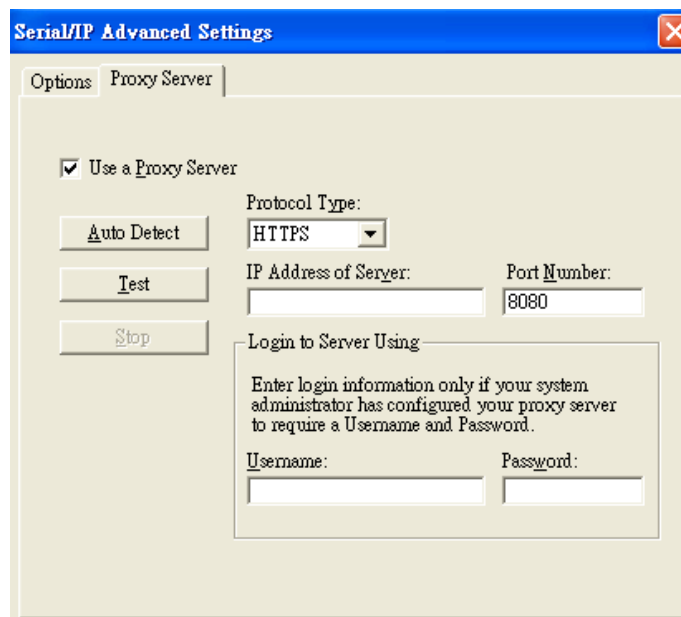 Serial/IP Advanced Settings
Options Proxy Server
Use a Proxy Server
Protocol Type:
Auto Detect
HTTPS
IP Address of Server: Port Number:
Test
8080
Stop
Login to Server Using
Enter login information only if your system
administrator has configured your proxy server
to require a Username and Password.
Username: Password: